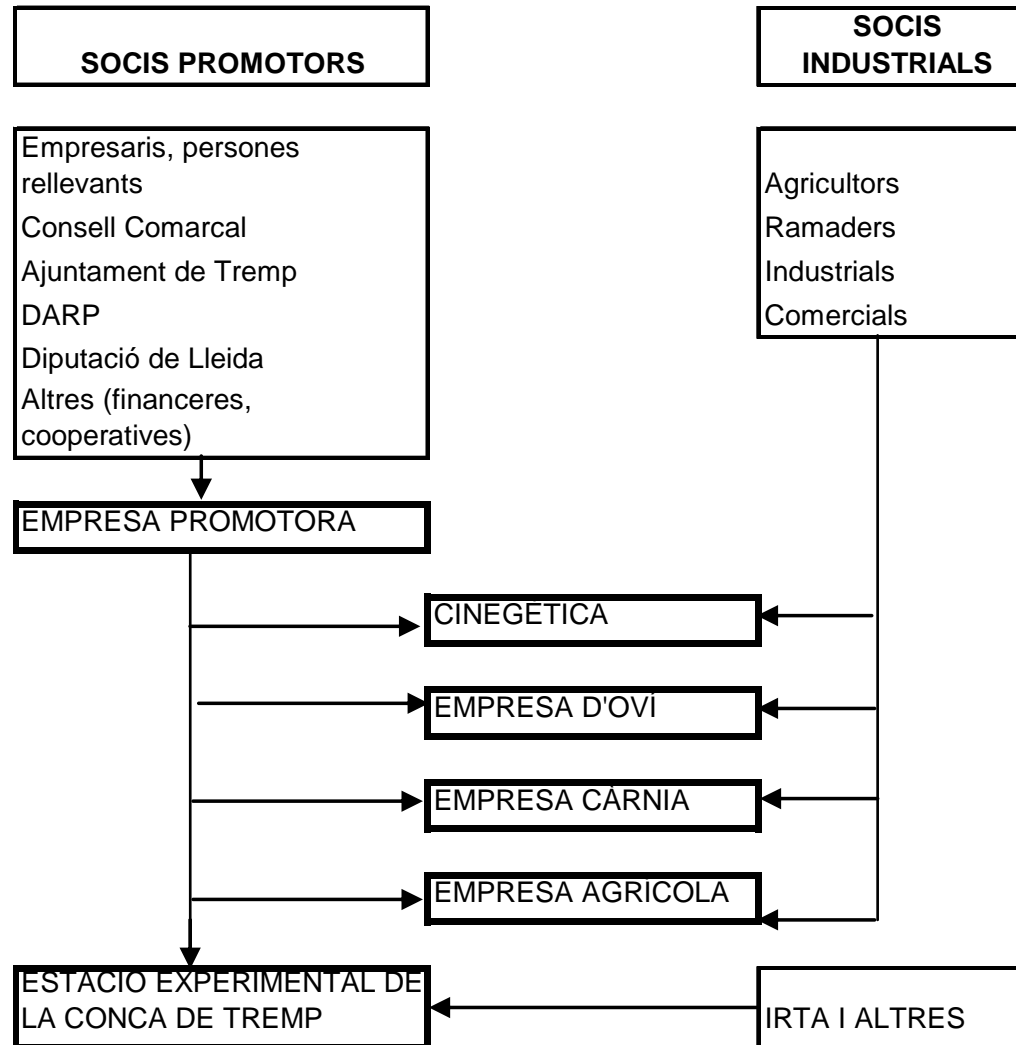 SOCIS PROMOTORS
SOCIS
INDUSTRIALS
Empresaris, persones
rellevants
Consell Comarcal
Ajuntament de Tremp
DARP
Diputació de Lleida
Altres (financeres,
cooperatives)
Agricultors
Ramaders
Industrials
Comercials
EMPRESA PROMOTORA
CINEGÈTICA
EMPRESA D'OVÍ
EMPRESA CÀRNIA
EMPRESA AGRÍCOLA
ESTACIÓ EXPERIMENTAL DE
LA CONCA DE TREMP
IRTA I ALTRES